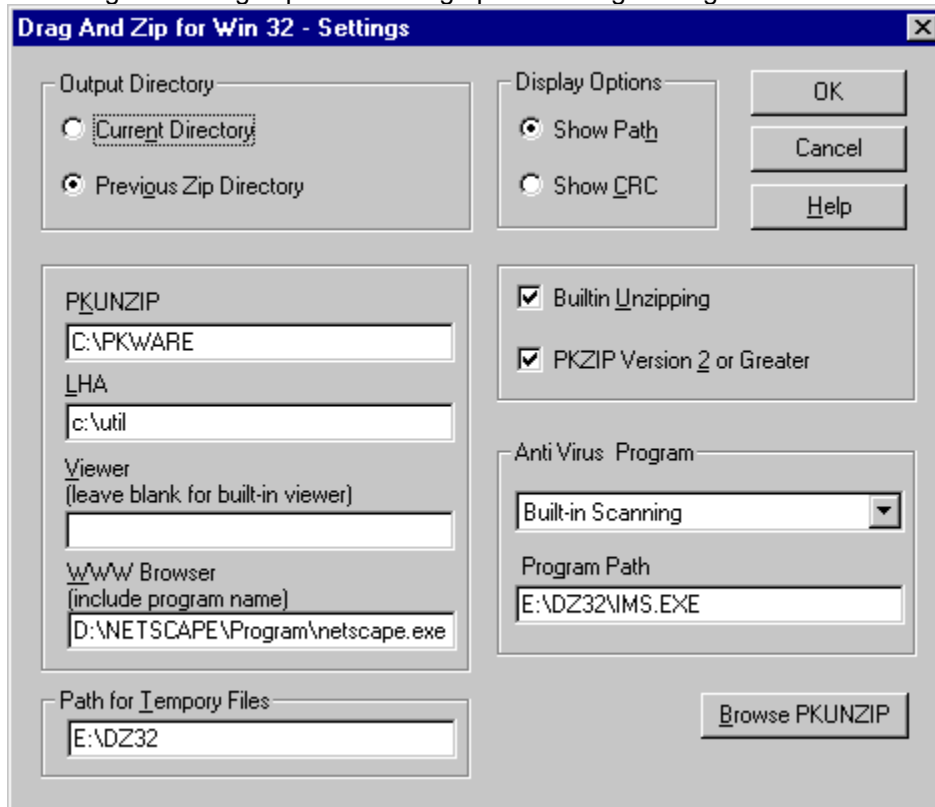 Drag And Zip for Win 32 - Settings
Output Directory
Current Directory
Previous Zip Directory
Display Options
Show Path
Show CRC
OK
Cancel
Help
PKUNZIP
C:\PKWARE
LHA
c:\util
Viewer
(leave blank for built-in viewer)
WWW Browser
(include program name)
D:\NETSCAPE\Program\netscape.exe
Builtin Unzipping
PKZIP Version 2 or Greater
Anti Virus Program
Built-in Scanning
Program Path
E:\DZ32\IMS.EXE
Path for Tempory Files
E:\DZ32
Browse PKUNZIP